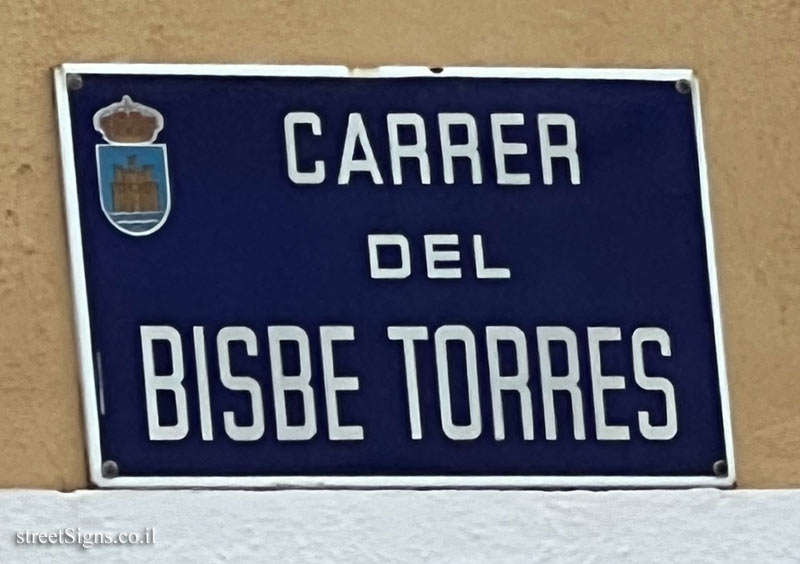 CARRER
DEL
BISBE TORRES
streetSigns.co.il